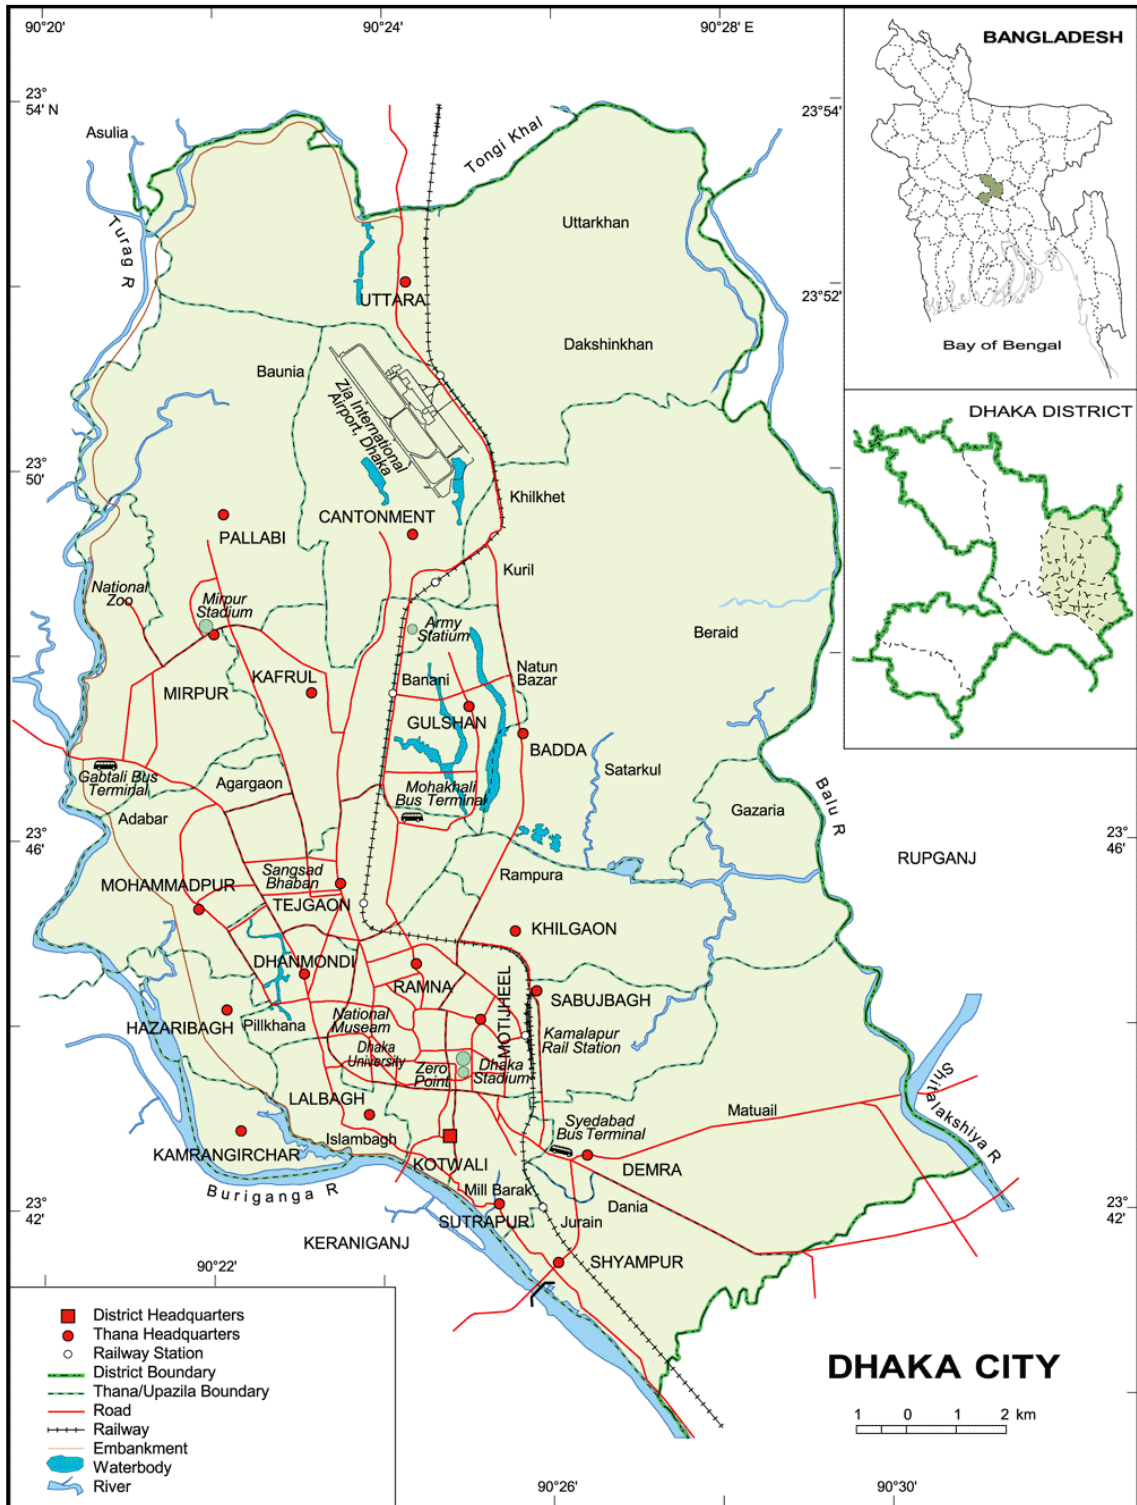 90°20'
90°24'
90°28' E
BANGLADESH
23°
54' N
23°54'
Asulia
Tongi Khal
Turag R
Uttarkhan
23°52'
UTTARA
Bay of Bengal
Dakshinkhan
Baunia
Zia International
Airport, Dhaka
DHAKA DISTRICT
23°
50'
Khilkhet
CANTONMENT
PALLABI
Kuril
National
Zoo
Mirpur
Stadium
Army
Statium
Beraid
Natun
Bazar
KAFRUL
Banani
MIRPUR
GULSHAN
BADDA
Gabtali Bus
Terminal
Agargaon
Mohakhali
Bus Terminal
Satarkul
Balu R
Gazaria
Adabar
23°
46'
23°
46'
RUPGANJ
Sangsad
Bhaban
Rampura
MOHAMMADPUR
TEJGAON
KHILGAON
DHANMONDI
RAMNA
MOTIJHEEL
SABUJBAGH
HAZARIBAGH
Pillkhana
National
Museam
Kamalapur
Rail Station
Dhaka
University
Zero
Point
Dhaka
Stadium
Shitalakshiya R
LALBAGH
Matuail
Syedabad
Bus Terminal
Islambagh
KAMRANGIRCHAR
KOTWALI
DEMRA
Buriganga R
Mill Barak
Dania
23°
42'
23°
42'
SUTRAPUR
Jurain
KERANIGANJ
SHYAMPUR
90°22'
District Headquarters
Thana Headquarters
Railway Station
District Boundary
Thana/Upazila Boundary
Road
Railway
Embankment
Waterbody
River
DHAKA CITY
1 0 1 2 km
90°26'
90°30'